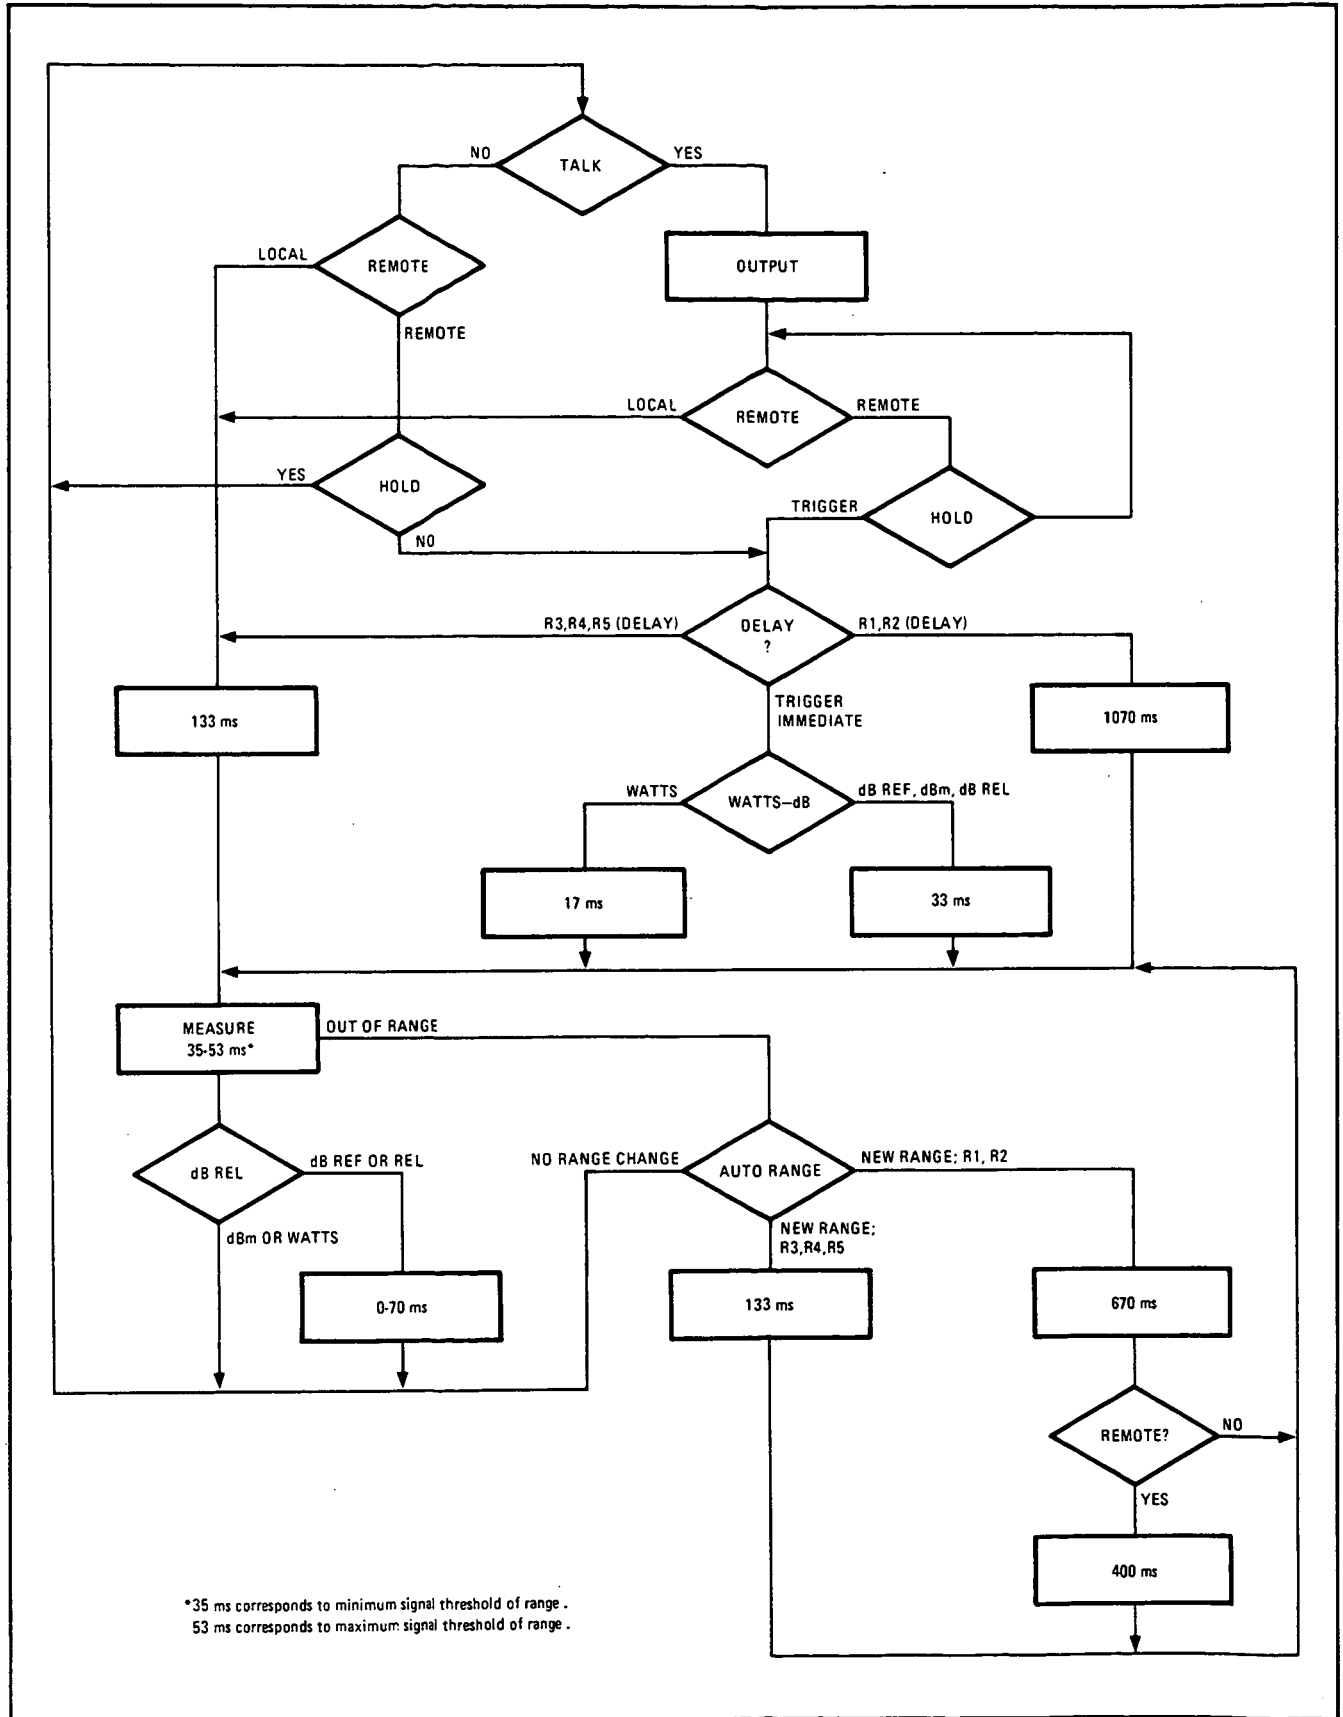 NO
TALK
YES
LOCAL
REMOTE
OUTPUT
REMOTE
LOCAL
REMOTE
REMOTE
YES
HOLD
TRIGGER
HOLD
NO
R3,R4,R5 (DELAY)
DELAY
?
R1,R2 (DELAY)
133 ms
TRIGGER
IMMEDIATE
1070 ms
WATTS
WATTS–dB
dB REF, dBm, dB REL
17 ms
33 ms
MEASURE
35-53 ms*
OUT OF RANGE
dB REL
dB REF OR REL
NO RANGE CHANGE
AUTO RANGE
NEW RANGE; R1, R2
dBm OR WATTS
NEW RANGE;
R3,R4,R5
0-70 ms
133 ms
670 ms
REMOTE?
NO
YES
400 ms
*35 ms corresponds to minimum signal threshold of range.
53 ms corresponds to maximum signal threshold of range.